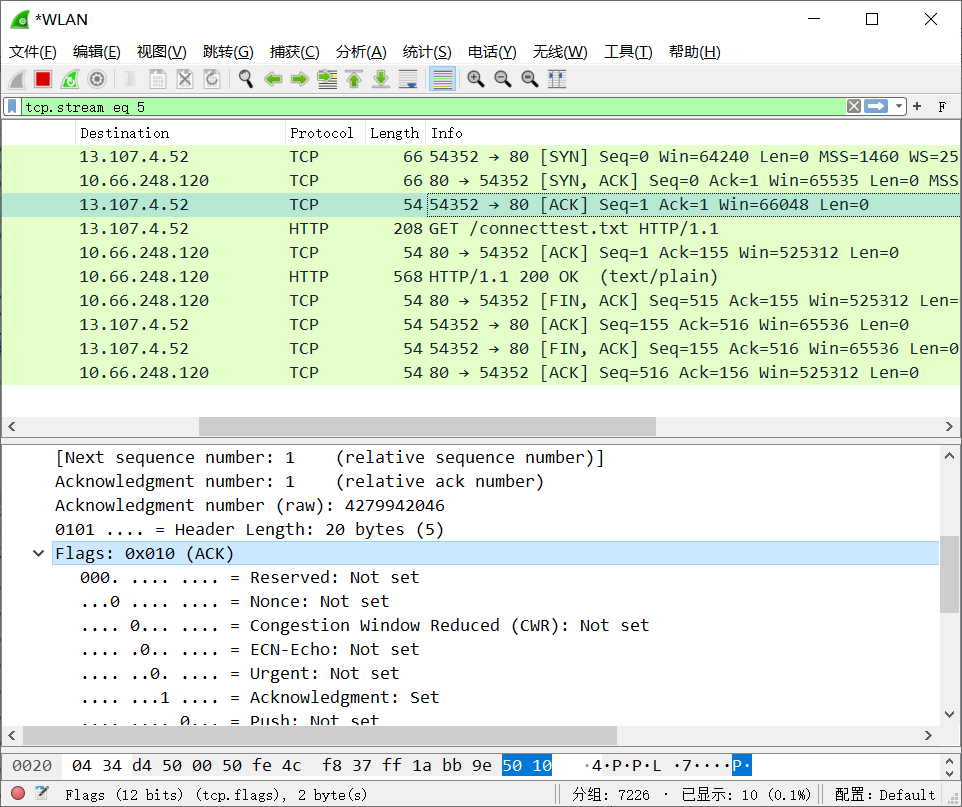 *WLAN
文件(F) 编辑(E) 视图(V) 跳转(G) 捕获(C) 分析(A) 统计(S) 电话(Y) 无线(W) 工具(T) 帮助(H)
tcp.stream eq 5 + F
Destination Protocol Length Info
13.107.4.52 TCP 66 54352 → 80 [SYN] Seq=0 Win=64240 Len=0 MSS=1460 WS=25
10.66.248.120 TCP 66 80 → 54352 [SYN, ACK] Seq=0 Ack=1 Win=65535 Len=0 MSS
13.107.4.52 TCP 54 54352 → 80 [ACK] Seq=1 Ack=1 Win=66048 Len=0
13.107.4.52 HTTP 208 GET /connecttest.txt HTTP/1.1
10.66.248.120 TCP 54 80 → 54352 [ACK] Seq=1 Ack=155 Win=525312 Len=0
10.66.248.120 HTTP 568 HTTP/1.1 200 OK (text/plain)
10.66.248.120 TCP 54 80 → 54352 [FIN, ACK] Seq=515 Ack=155 Win=525312 Len=
13.107.4.52 TCP 54 54352 → 80 [ACK] Seq=155 Ack=516 Win=65536 Len=0
13.107.4.52 TCP 54 54352 → 80 [FIN, ACK] Seq=155 Ack=516 Win=65536 Len=0
10.66.248.120 TCP 54 80 → 54352 [ACK] Seq=516 Ack=156 Win=525312 Len=0
[Next sequence number: 1 (relative sequence number)]
Acknowledgment number: 1 (relative ack number)
Acknowledgment number (raw): 4279942046
0101 .... = Header Length: 20 bytes (5)
Flags: 0x010 (ACK)
000. .... .... = Reserved: Not set
...0 .... .... = Nonce: Not set
.... 0... .... = Congestion Window Reduced (CWR): Not set
.... .0.. .... = ECN-Echo: Not set
.... ..0. .... = Urgent: Not set
.... ...1 .... = Acknowledgment: Set
.... .... 0... = Push: Not set
0020 04 34 d4 50 00 50 fe 4c f8 37 ff 1a bb 9e 50 10 ·4·P·P·L ·7····P·
Flags (12 bits) (tcp.flags), 2 byte(s) 分组: 7226 · 已显示: 10 (0.1%) 配置: Default